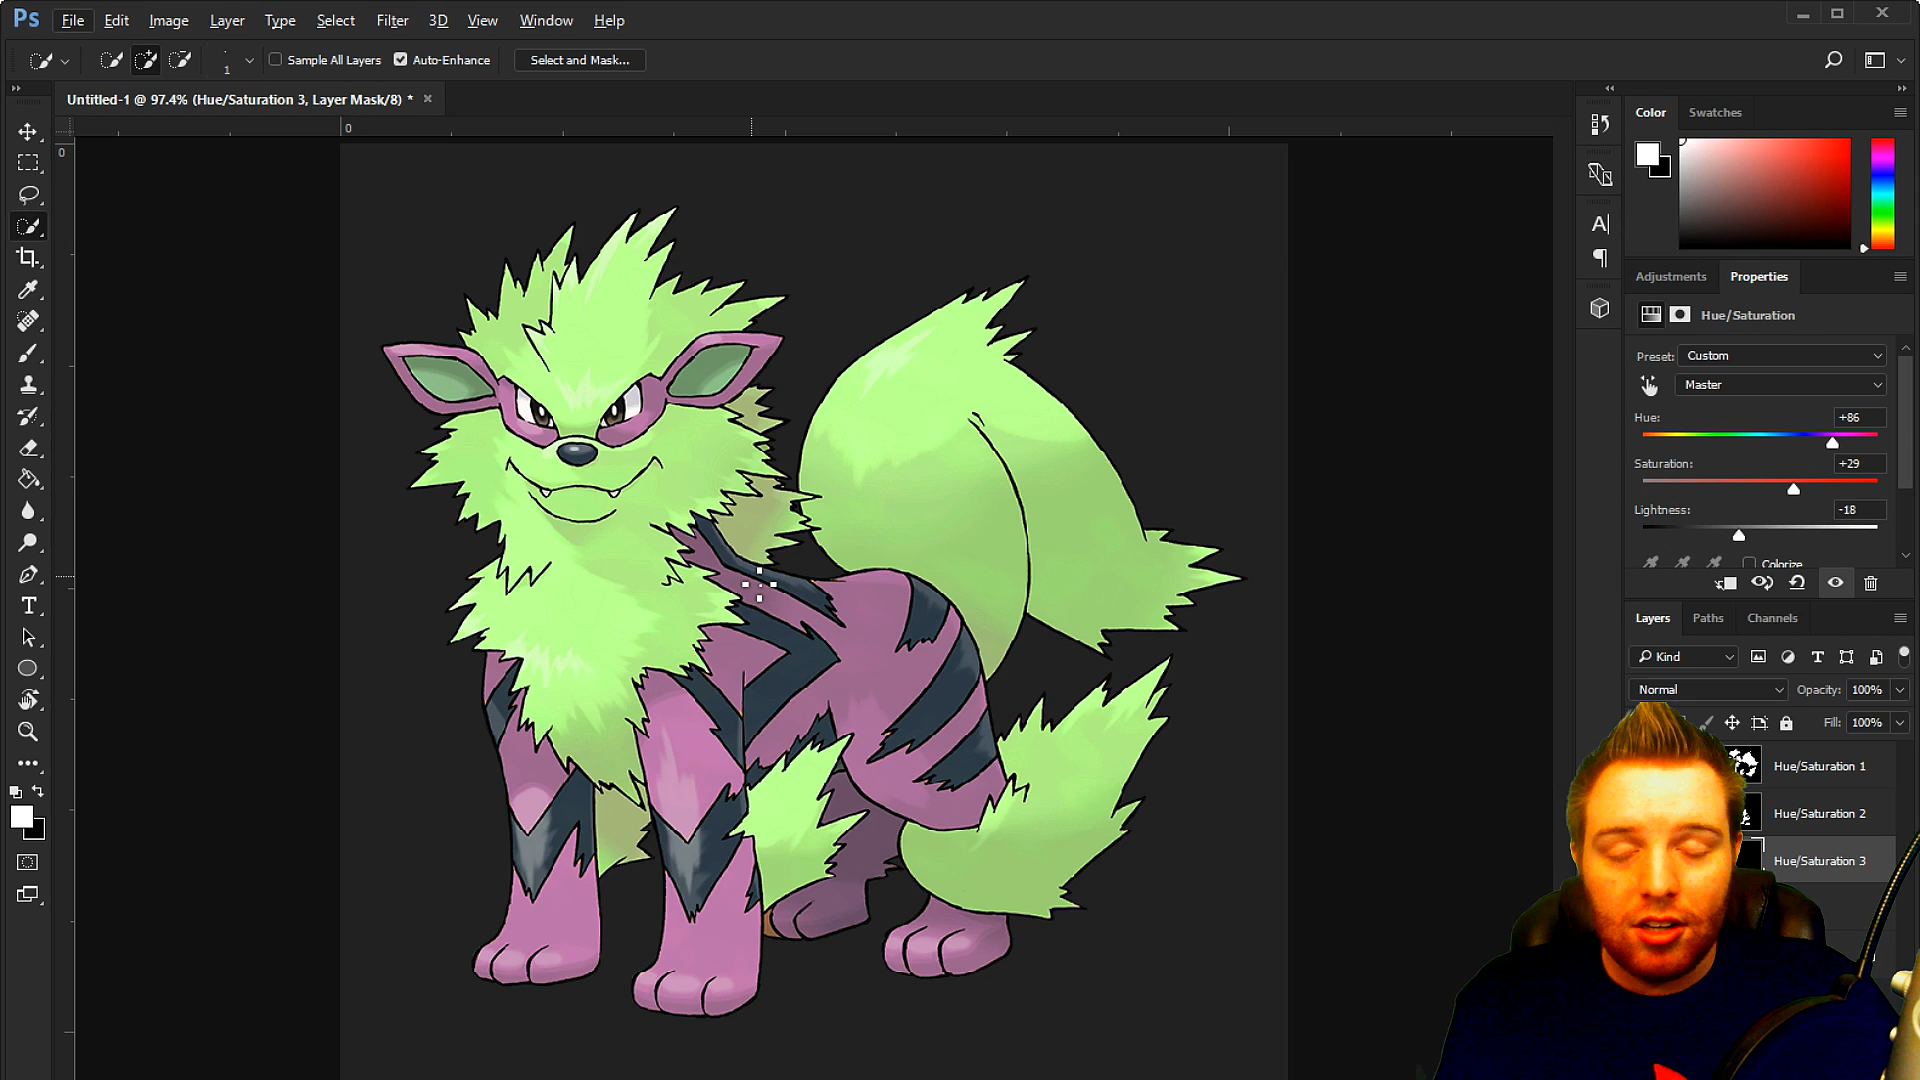 Ps File Edit Image Layer Type Select Filter 3D View Window Help
1 Sample All Layers Auto-Enhance Select and Mask...
Untitled-1 @ 97.4% (Hue/Saturation 3, Layer Mask/8) * ×
0
0
Color Swatches
Adjustments Properties
Hue/Saturation
Preset: Custom
Master
Hue: +86
Saturation: +29
Lightness: -18
Colorize
Layers Paths Channels
Kind
Normal Opacity: 100%
Fill: 100%
Hue/Saturation 1
Hue/Saturation 2
Hue/Saturation 3